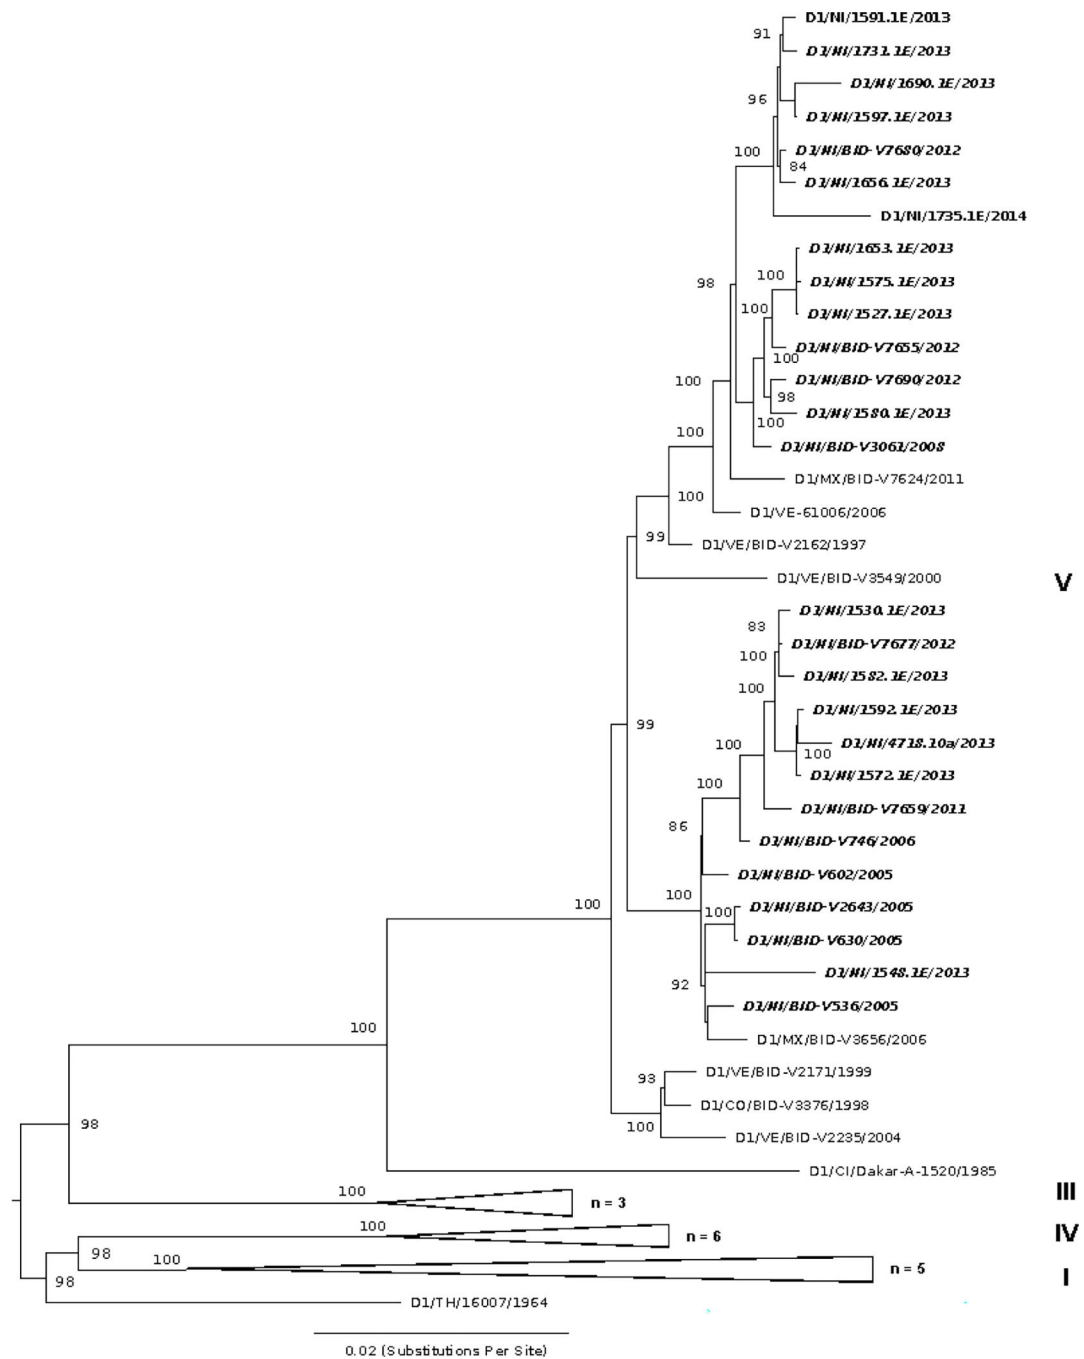 D1/NI/1591.1E/2013
91
D1/NI/1731.1E/2013
D1/NI/1690.1E/2013
96
D1/NI/1597.1E/2013
D1/NI/BID-V7680/2012
100
84
D1/NI/1656.1E/2013
D1/NI/1735.1E/2014
D1/NI/1653.1E/2013
100
D1/NI/1575.1E/2013
98
100
D1/NI/1527.1E/2013
D1/NI/BID-V7655/2012
100
100
D1/NI/BID-V7690/2012
98
D1/NI/1580.1E/2013
100
100
D1/NI/BID-V3061/2008
D1/MX/BID-V7624/2011
100
D1/VE-61006/2006
99
D1/VE/BID-V2162/1997
D1/VE/BID-V3549/2000
V
D1/NI/1530.1E/2013
83
D1/NI/BID-V7677/2012
100
D1/NI/1582.1E/2013
100
D1/NI/1592.1E/2013
99
100
D1/NI/4718.10a/2013
100
D1/NI/1572.1E/2013
100
D1/NI/BID-V7659/2011
86
D1/NI/BID-V746/2006
D1/NI/BID-V602/2005
100
100
D1/NI/BID-V2643/2005
100
D1/NI/BID-V630/2005
D1/NI/1548.1E/2013
92
D1/NI/BID-V536/2005
100
D1/MX/BID-V3656/2006
D1/VE/BID-V2171/1999
93
D1/CO/BID-V3376/1998
98
100
D1/VE/BID-V2235/2004
D1/CI/Dakar-A-1520/1985
100
n = 3
III
100
n = 6
IV
98
100
n = 5
I
98
D1/TH/16007/1964
0.02 (Substitutions Per Site)